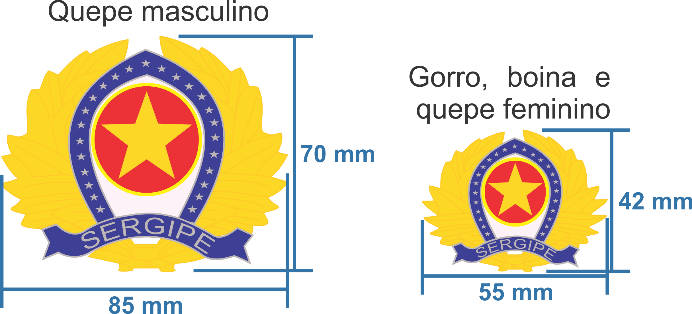 Quepe masculino
70 mm
SERGIPE
85 mm
Gorro, boina e
quepe feminino
42 mm
SERGIPE
55 mm